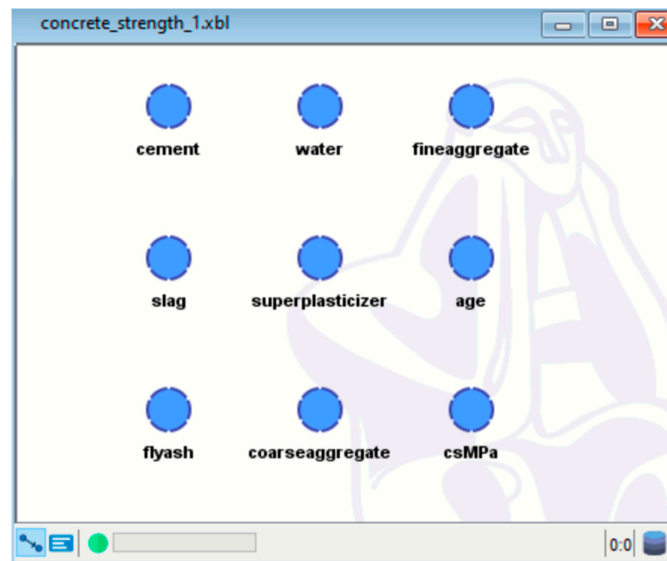 concrete_strength_1.xbl
cement water fineaggregate
slag superplasticizer age
flyash coarseaggregate csMPa
0:0